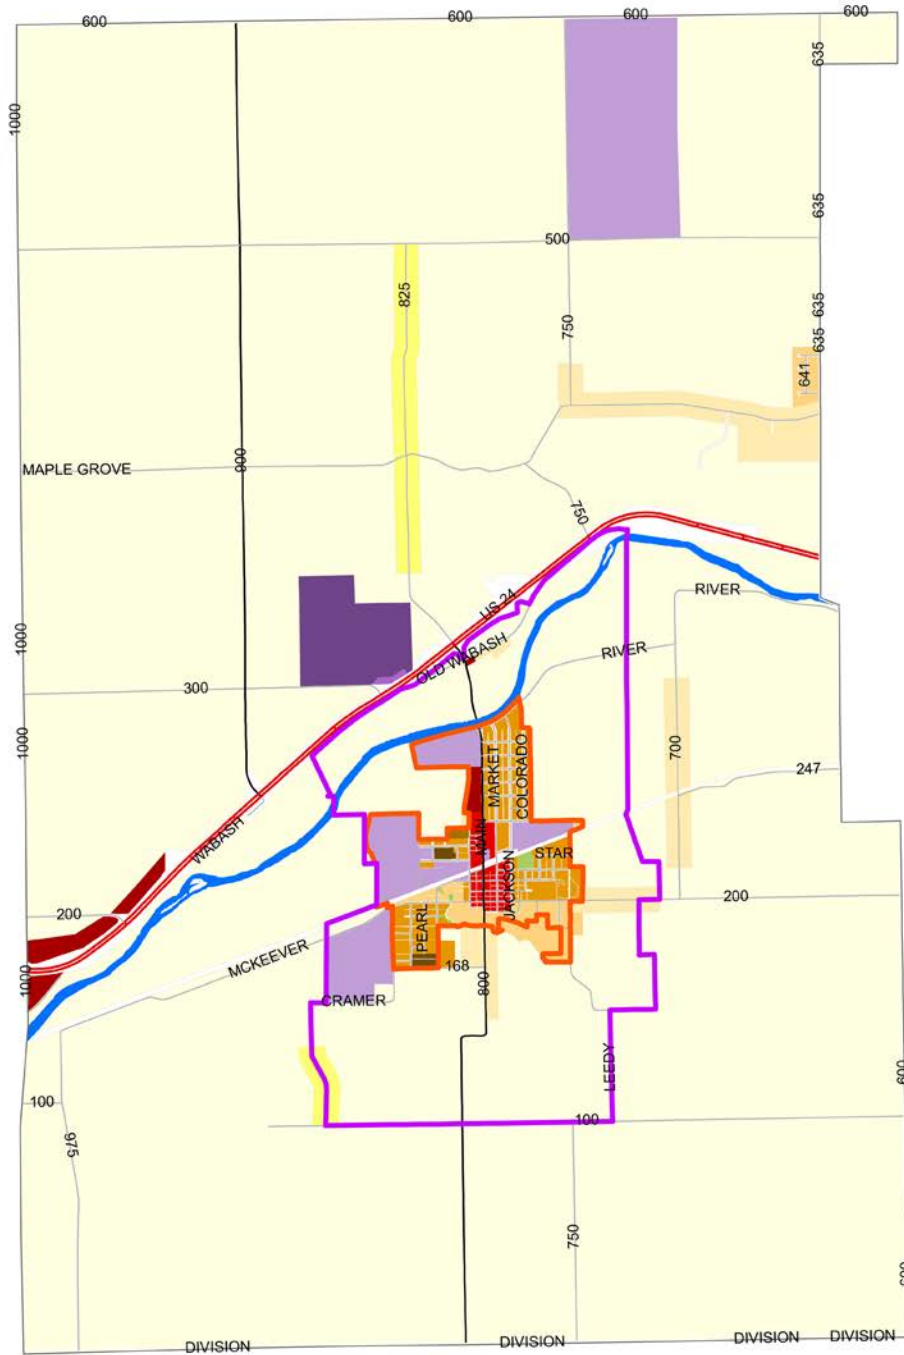 600
600
600
600
635
1000
635
500
825
635
750
635
641
MAPLE GROVE
900
750
US 24
RIVER
1000
OLD WABASH
RIVER
300
1000
MARKET
COLORADO
700
247
WABASH
MAIN
STAR
JACKSON
200
200
PEARL
MCKEEVER
168
800
1000
CRAMER
LEEDY
600
100
100
975
750
600
DIVISION
DIVISION
DIVISION
DIVISION